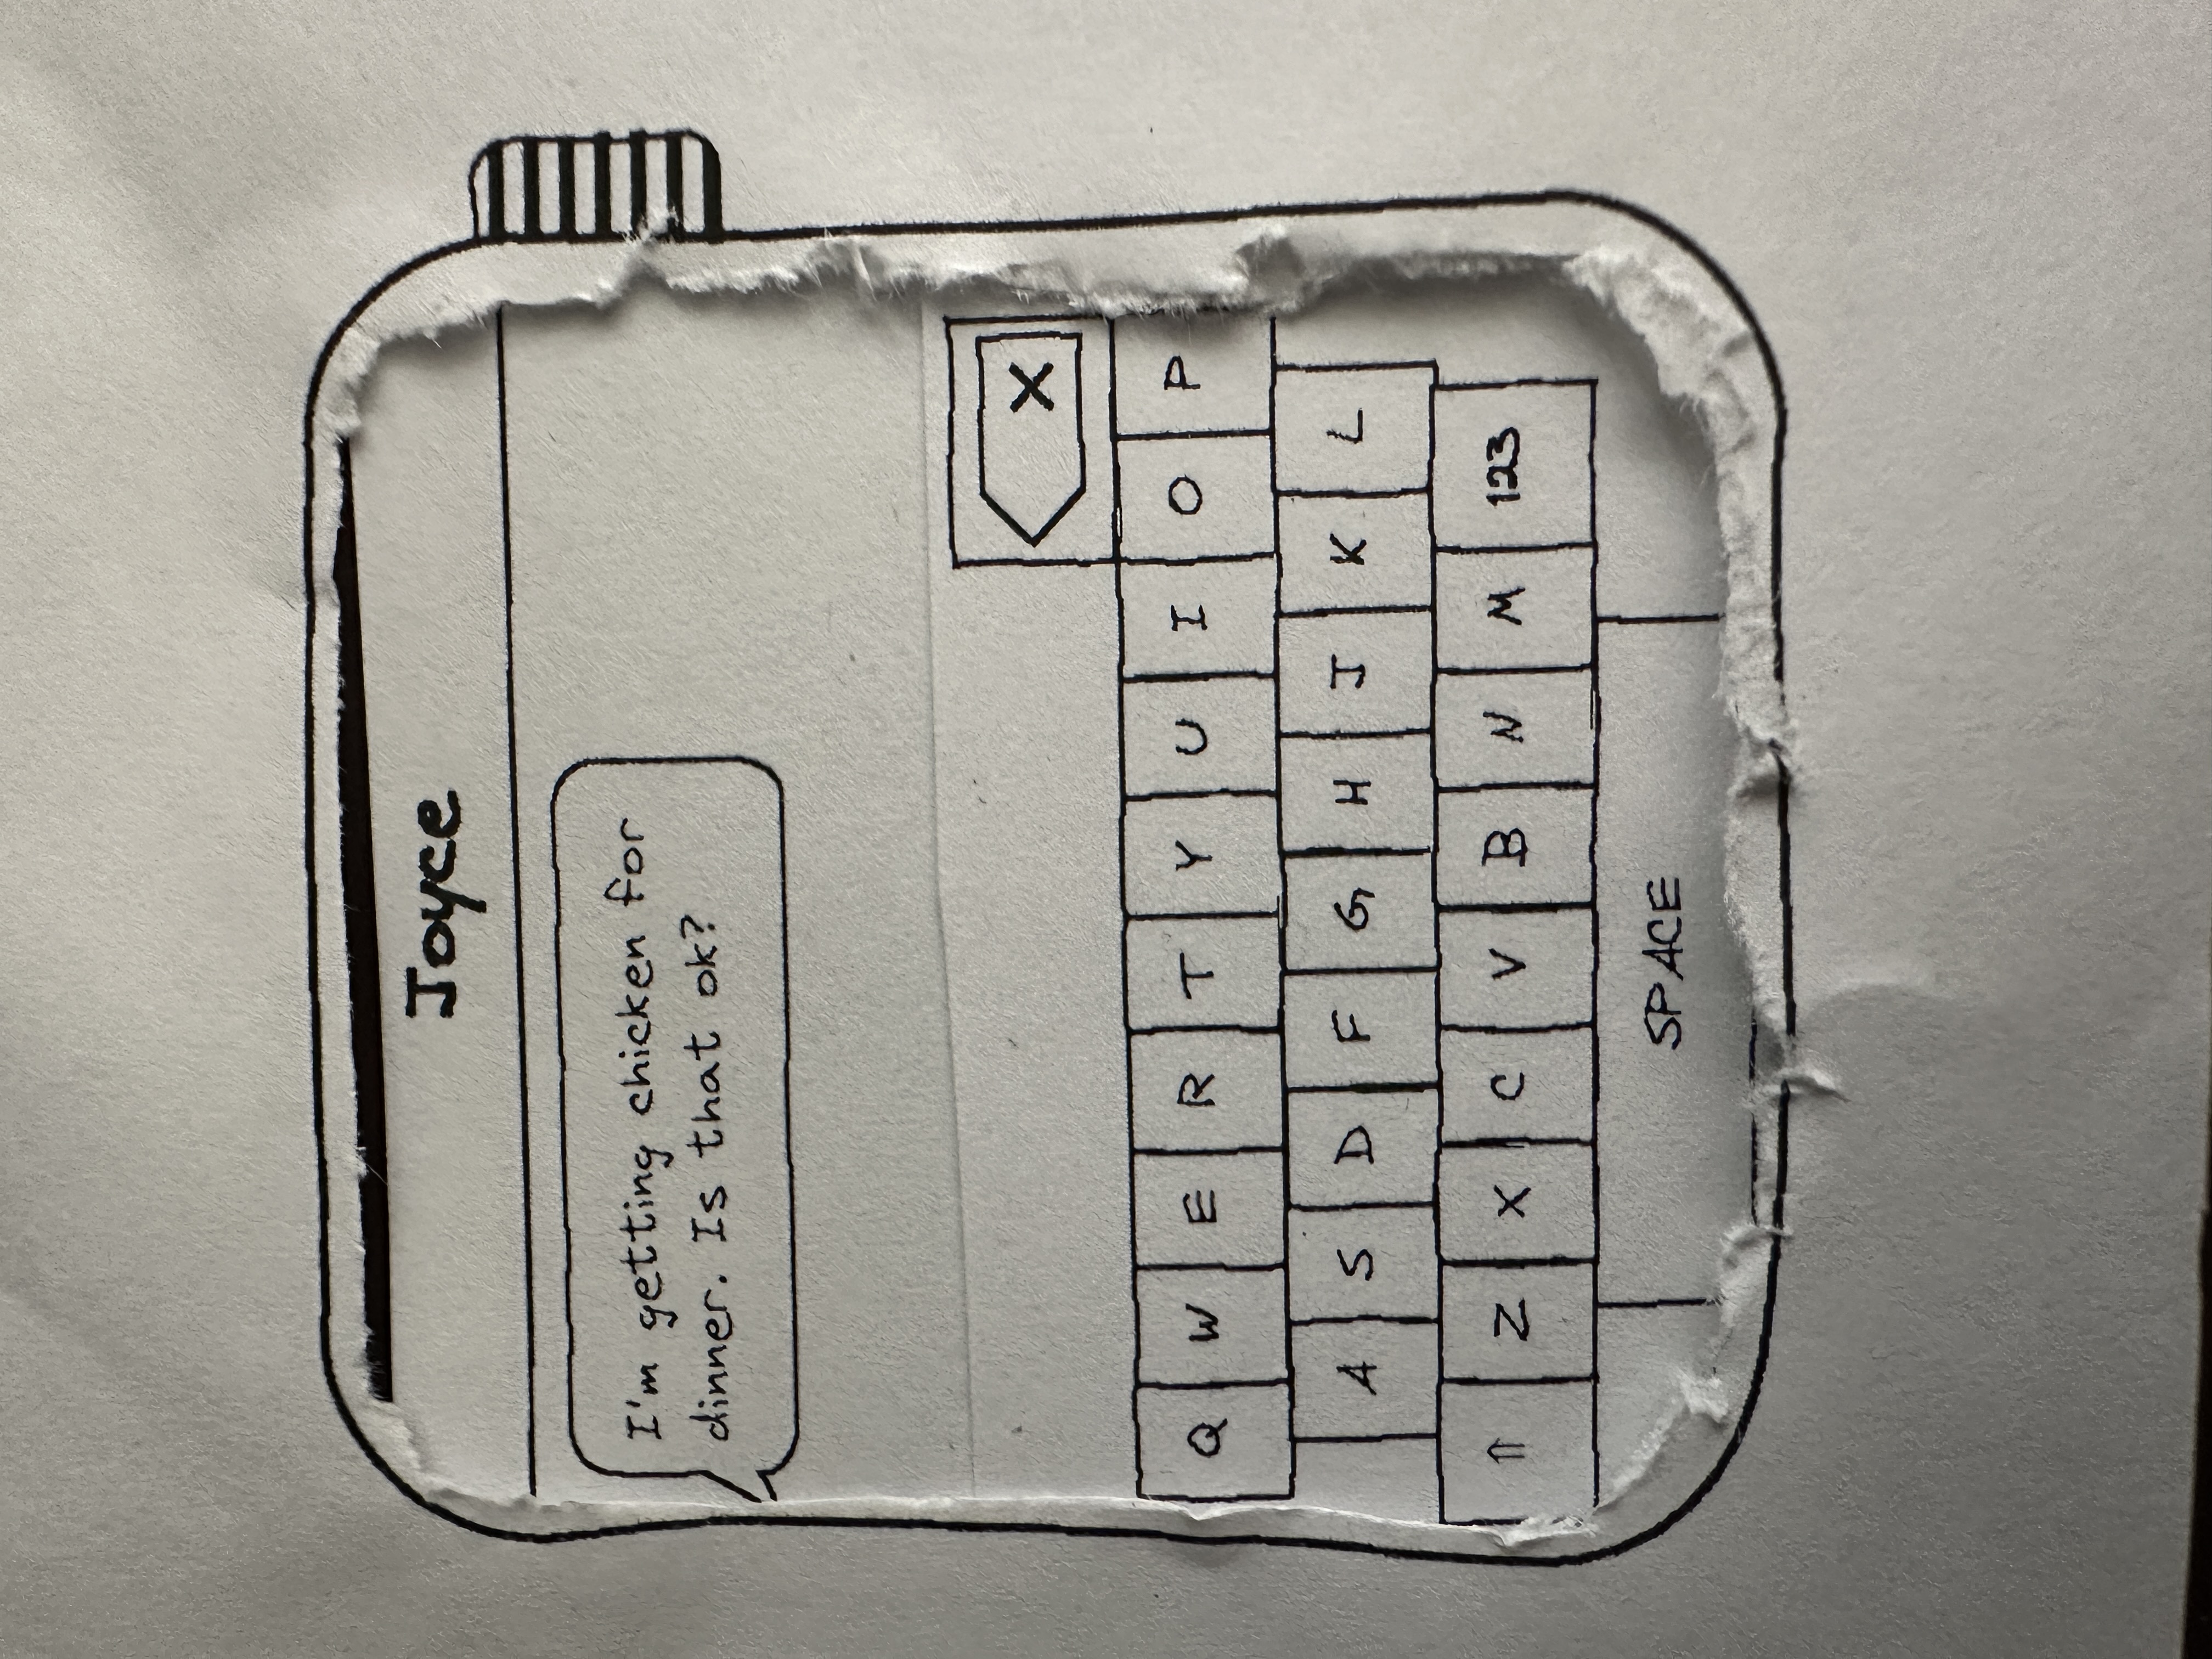 Joyce
I'm getting chicken for
dinner. Is that ok?
X
Q W E R T Y U I O P
A S D F G H J K L
⇑ Z X C V B N M 123
SPACE